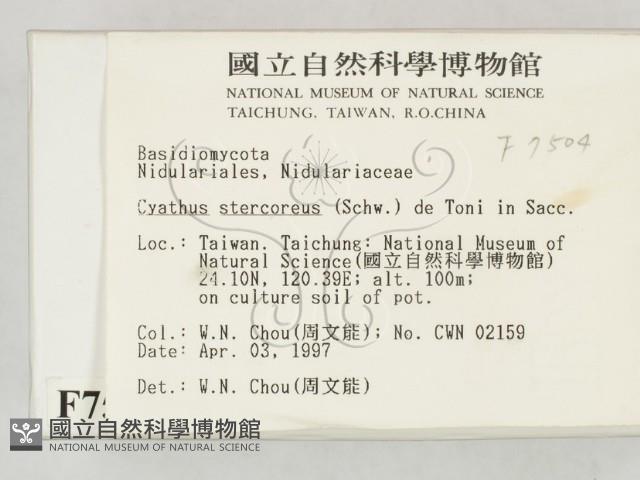 國立自然科學博物館
NATIONAL MUSEUM OF NATURAL SCIENCE
TAICHUNG, TAIWAN, R.O.CHINA
F7504
Basidiomycota
Nidulariales, Nidulariaceae
Cyathus stercoreus (Schw.) de Toni in Sacc.
Loc.: Taiwan. Taichung: National Museum of
Natural Science(國立自然科學博物館)
24.10N, 120.39E; alt. 100m;
on culture soil of pot.
Col.: W.N. Chou(周文能); No. CWN 02159
Date: Apr. 03, 1997
Det.: W.N. Chou(周文能)
F75
國立自然科學博物館
NATIONAL MUSEUM OF NATURAL SCIENCE